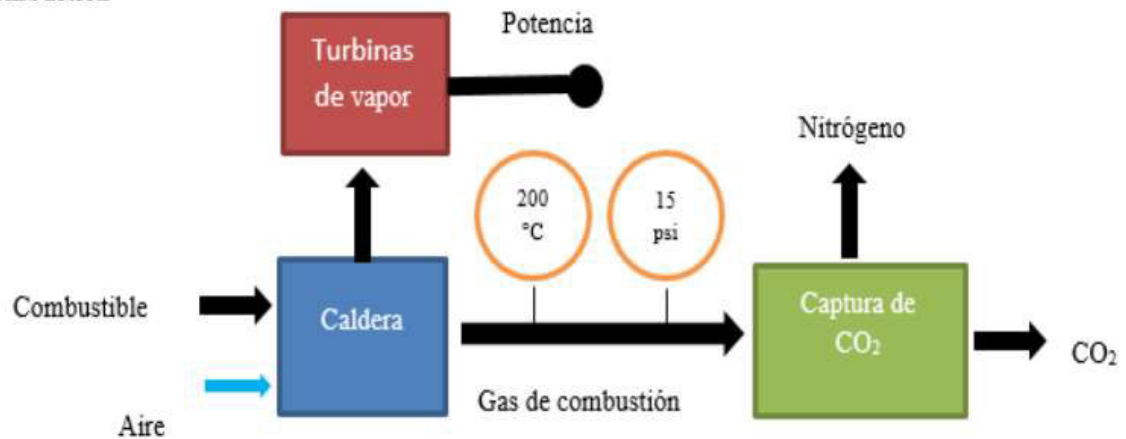 Potencia
Turbinas
de vapor
Nitrógeno
200
°C
15
psi
Combustible
Caldera
Captura de
CO₂
CO₂
Gas de combustión
Aire